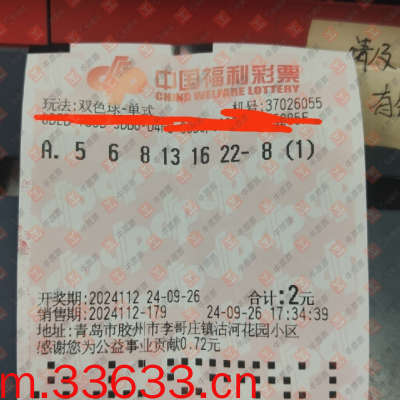 中国福利彩票
CHINA WELFARE LOTTERY
玩法:双色球-单式 机号:37026055
A. 5 6 8 13 16 22- 8 (1)
开奖期:2024112 24-09-26 合计:2元
销售期:2024112-179 24-09-26 17:34:39
地址:青岛市胶州市李哥庄镇沽河花园小区
感谢您为公益事业贡献0.72元
m.33633.cn